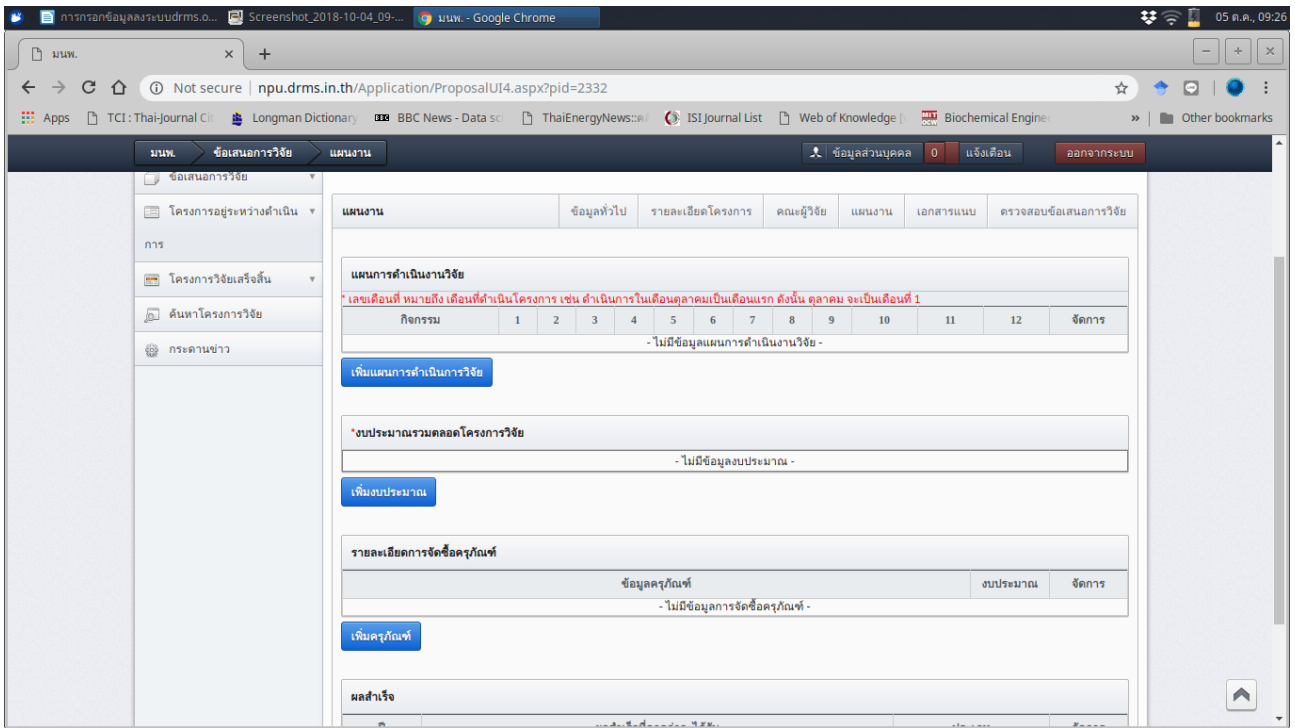 การกรอกข้อมูลลงระบบdrms.o... Screenshot_2018-10-04_09-... มนพ. - Google Chrome 05 ต.ค., 09:26
มนพ.
Not secure npu.drms.in.th/Application/ProposalUI4.aspx?pid=2332
Apps TCI : Thai-Journal Cit Longman Dictionary BBC News - Data sci ThaiEnergyNews::ค ISI Journal List Web of Knowledge [v Biochemical Enginee » Other bookmarks
มนพ. ข้อเสนอการวิจัย แผนงาน ข้อมูลส่วนบุคคล 0 แจ้งเตือน ออกจากระบบ
ข้อเสนอการวิจัย
โครงการอยู่ระหว่างดำเนิน
การ
โครงการวิจัยเสร็จสิ้น
ค้นหาโครงการวิจัย
กระดานข่าว
แผนงาน ข้อมูลทั่วไป รายละเอียดโครงการ คณะผู้วิจัย แผนงาน เอกสารแนบ ตรวจสอบข้อเสนอการวิจัย
แผนการดำเนินงานวิจัย
* เลขเดือนที่ หมายถึง เดือนที่ดำเนินโครงการ เช่น ดำเนินการในเดือนตุลาคมเป็นเดือนแรก ดังนั้น ตุลาคม จะเป็นเดือนที่ 1
กิจกรรม 1 2 3 4 5 6 7 8 9 10 11 12 จัดการ
- ไม่มีข้อมูลแผนการดำเนินงานวิจัย -
เพิ่มแผนการดำเนินการวิจัย
*งบประมาณรวมตลอดโครงการวิจัย
- ไม่มีข้อมูลงบประมาณ -
เพิ่มงบประมาณ
รายละเอียดการจัดซื้อครุภัณฑ์
ข้อมูลครุภัณฑ์ งบประมาณ จัดการ
- ไม่มีข้อมูลการจัดซื้อครุภัณฑ์ -
เพิ่มครุภัณฑ์
ผลสำเร็จ